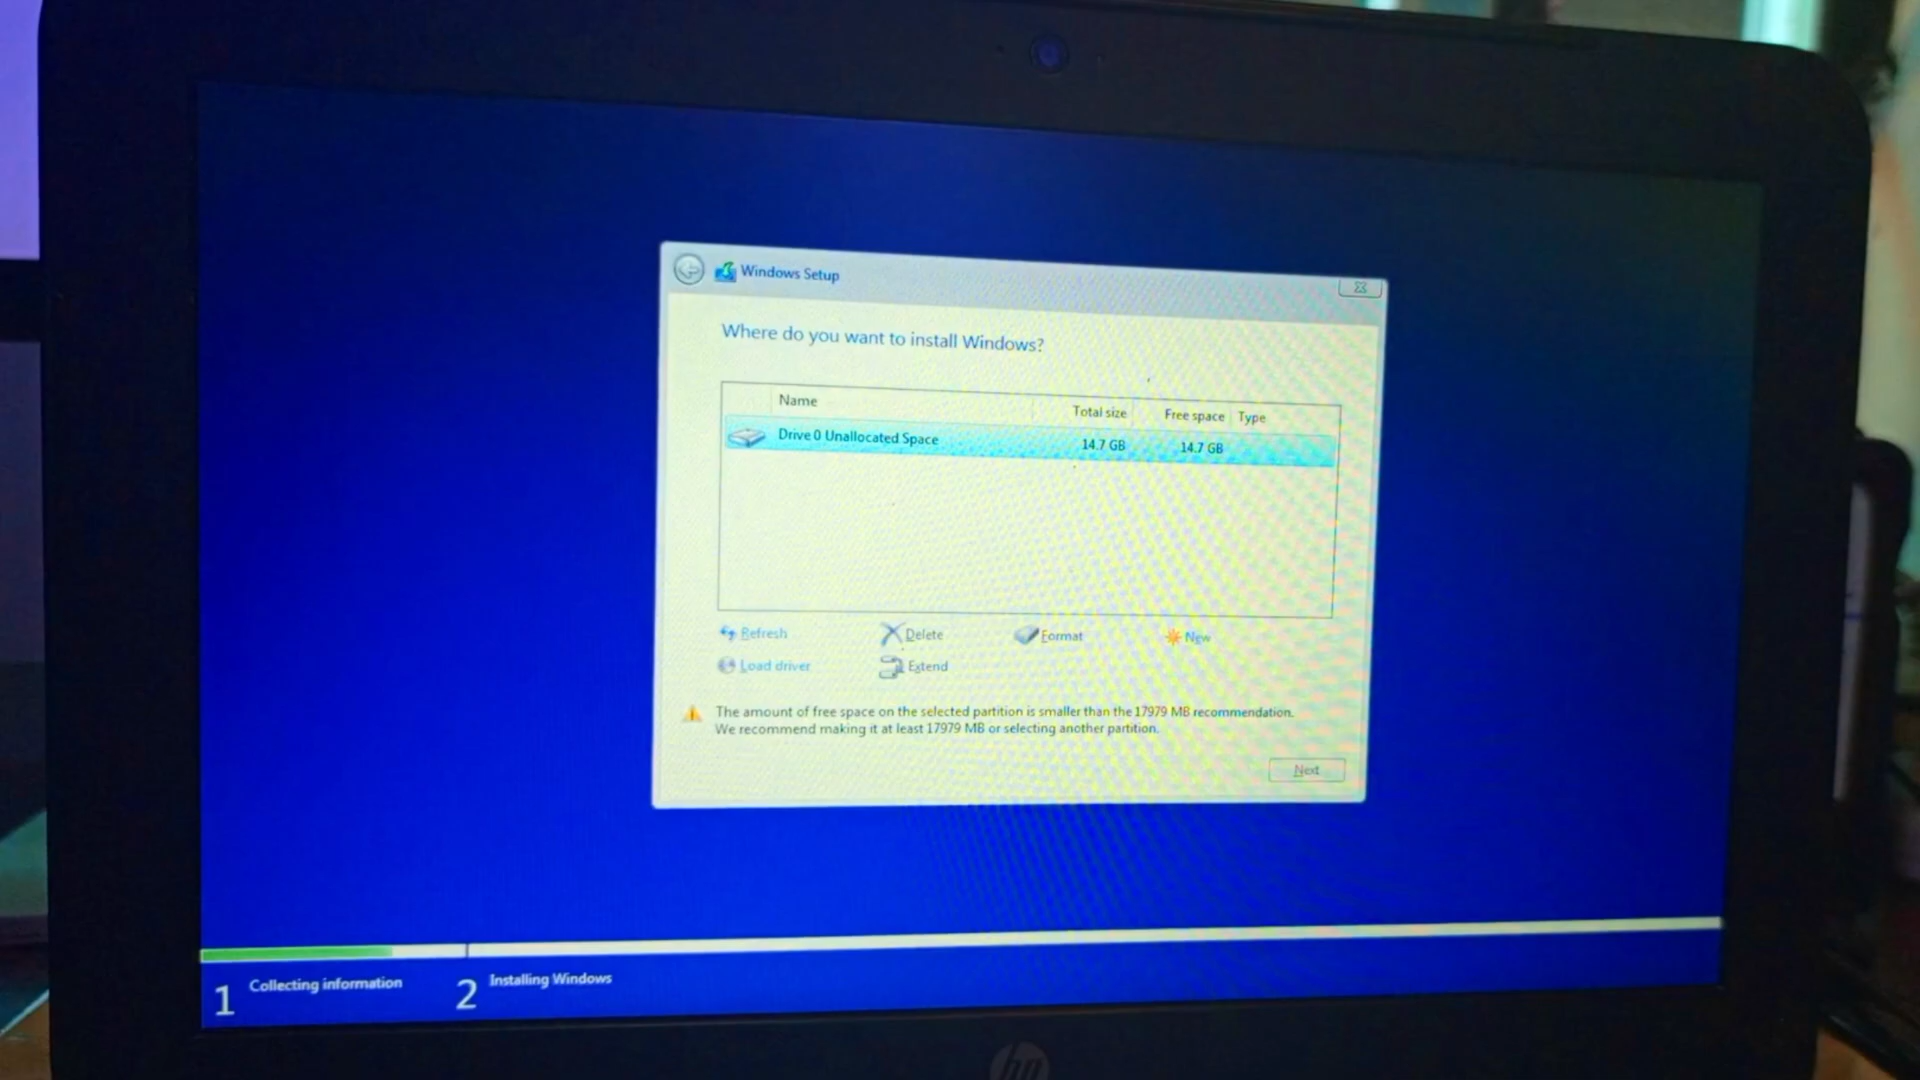 Windows Setup
Where do you want to install Windows?
Name Total size Free space Type
Drive 0 Unallocated Space 14.7 GB 14.7 GB
Refresh Delete Format New
Load driver Extend
The amount of free space on the selected partition is smaller than the 17979 MB recommendation.
We recommend making it at least 17979 MB or selecting another partition.
Next
1 Collecting information 2 Installing Windows
hp